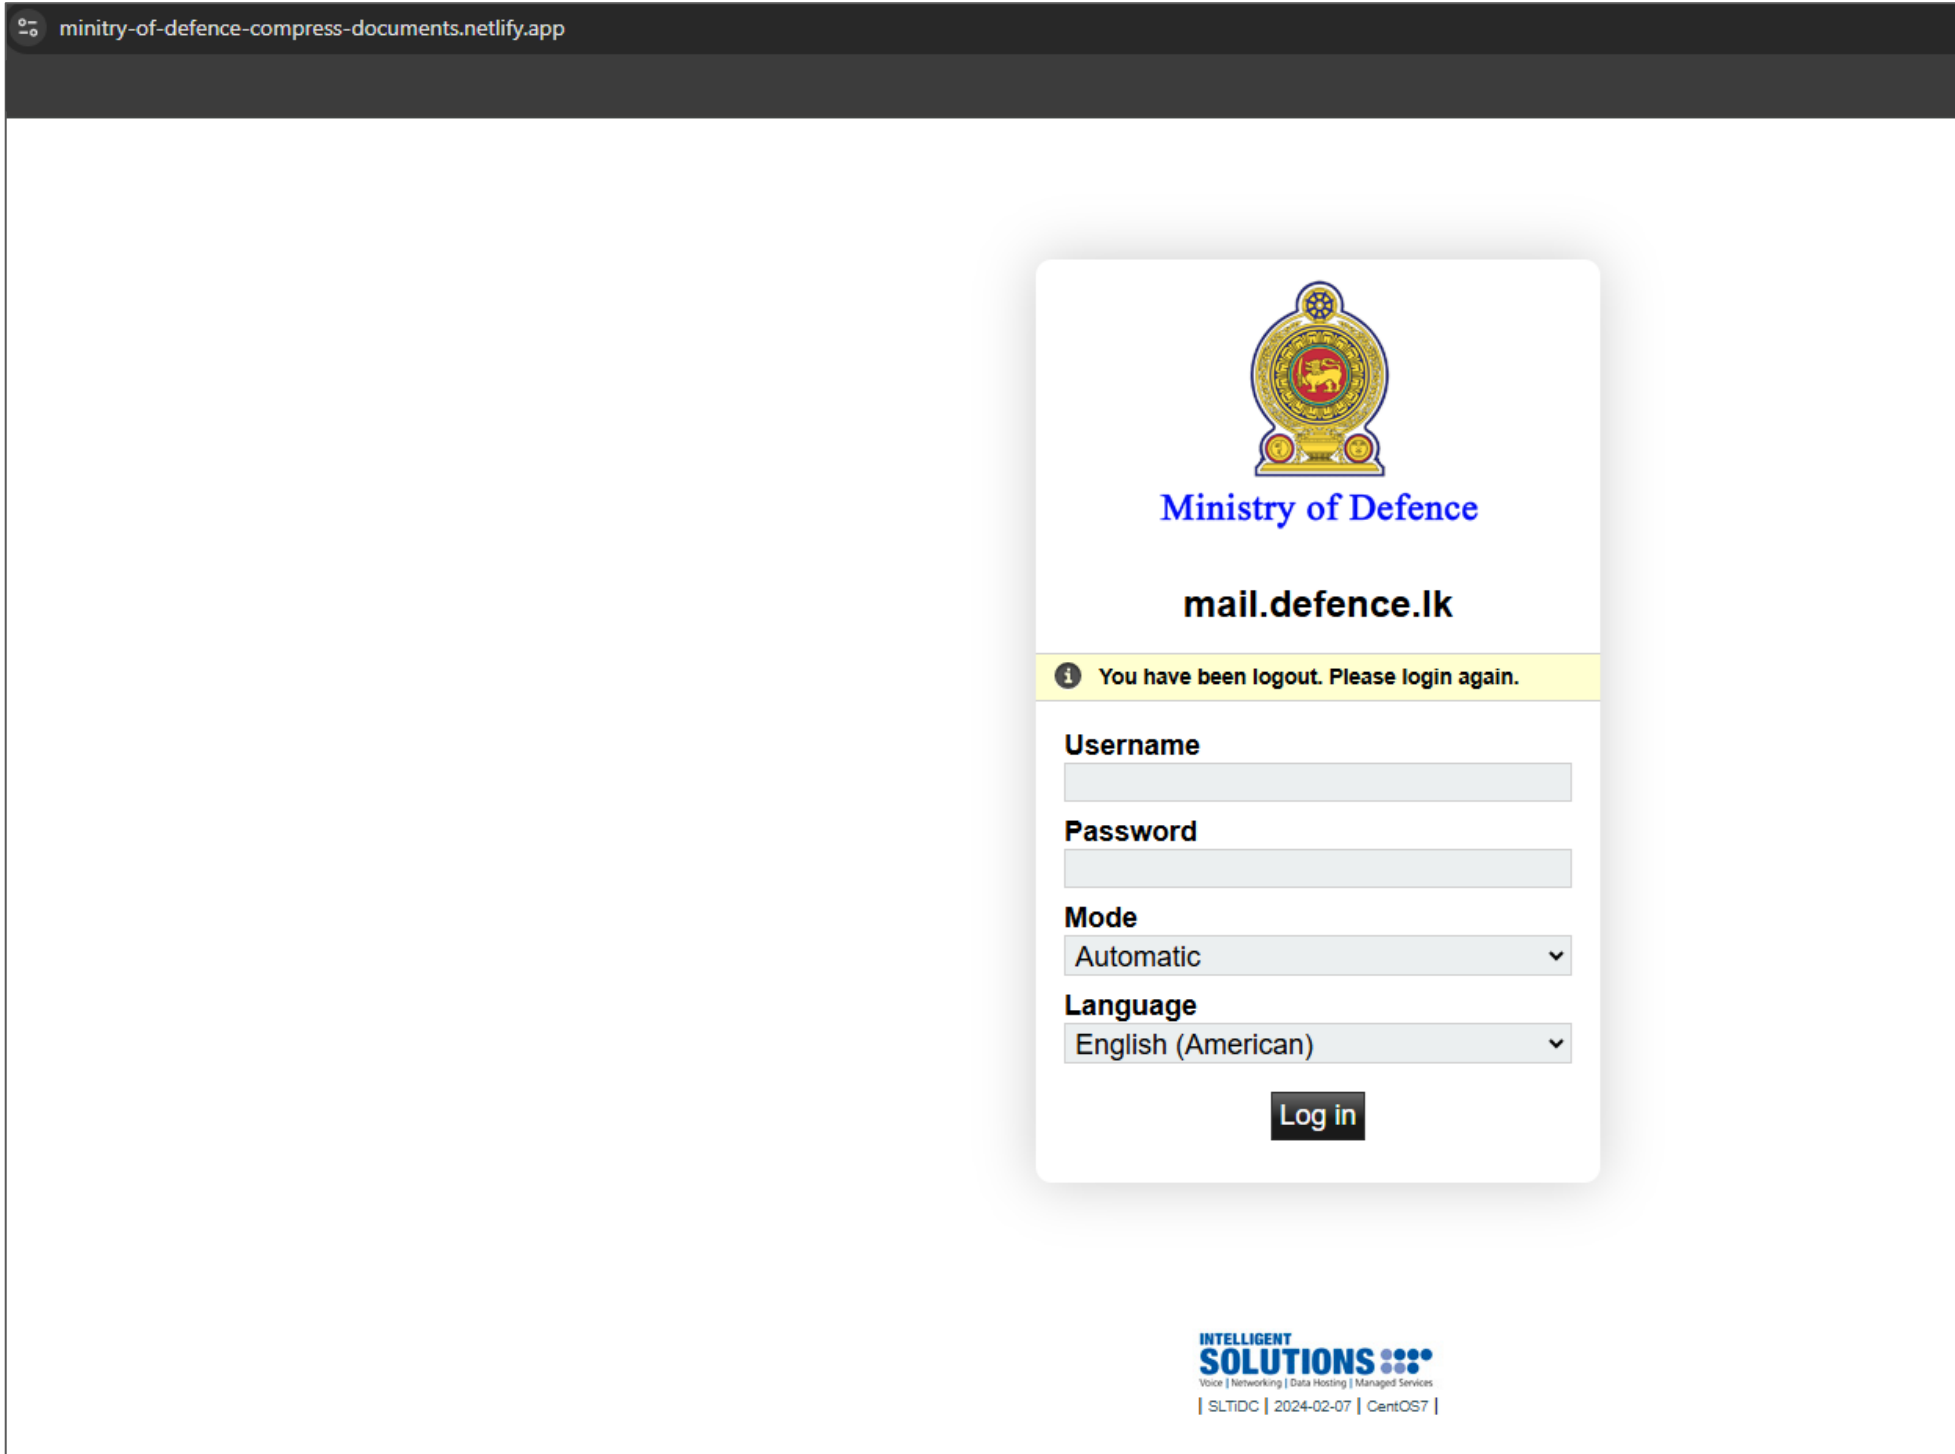 minitry-of-defence-compress-documents.netlify.app
Ministry of Defence
mail.defence.lk
You have been logout. Please login again.
Username
Password
Mode
Automatic
Language
English (American)
Log in
INTELLIGENT
SOLUTIONS
Voice | Networking | Data Hosting | Managed Services
| SLTiDC | 2024-02-07 | CentOS7 |